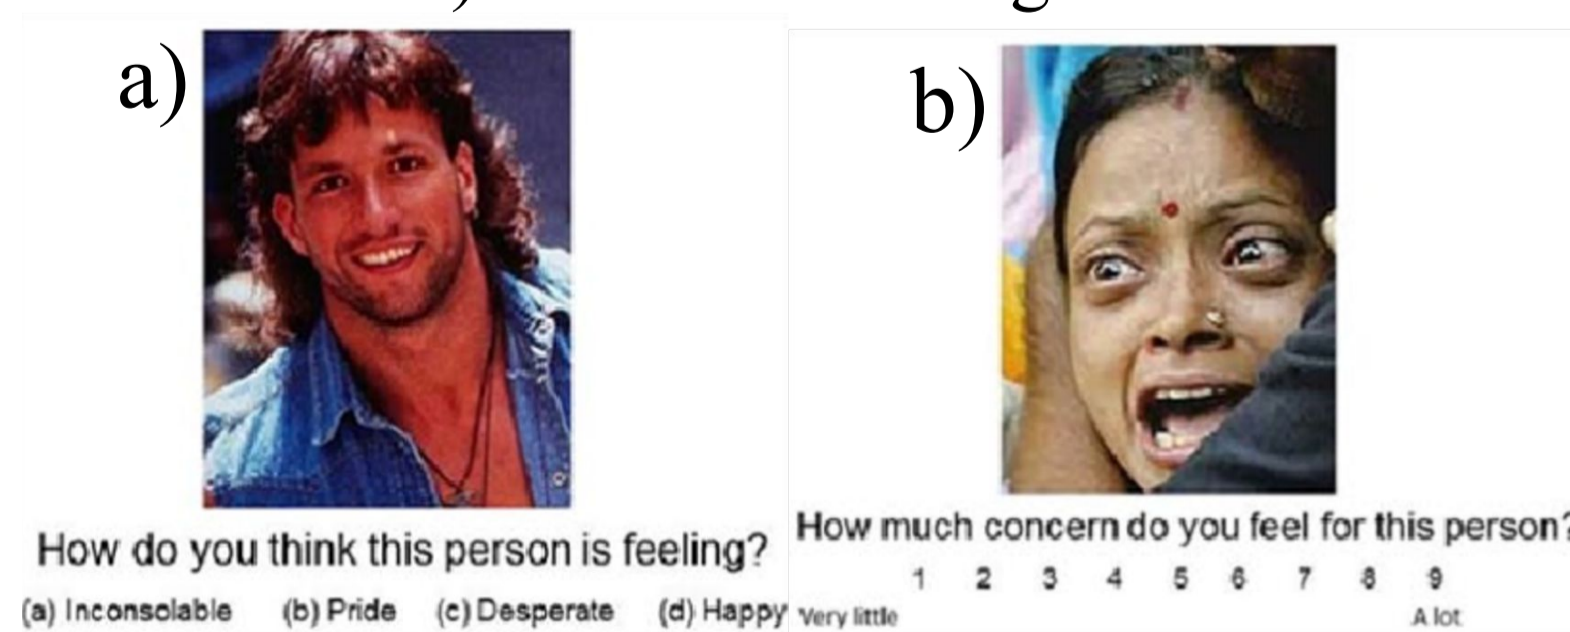 a)
How do you think this person is feeling?
(a) Inconsolable (b) Pride (c) Desperate (d) Happy
b)
How much concern do you feel for this person?
1 2 3 4 5 6 7 8 9
Very little A lot